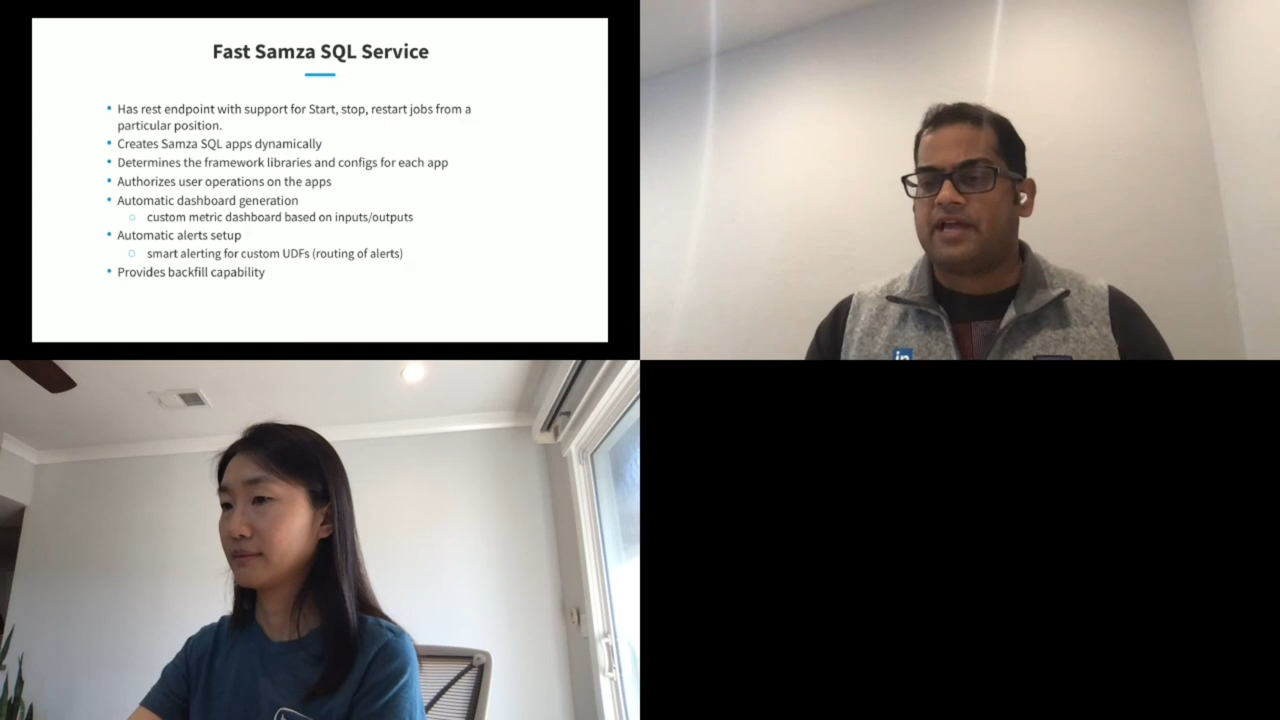 Fast Samza SQL Service
• Has rest endpoint with support for Start, stop, restart jobs from a
particular position.
• Creates Samza SQL apps dynamically
• Determines the framework libraries and configs for each app
• Authorizes user operations on the apps
• Automatic dashboard generation
○ custom metric dashboard based on inputs/outputs
• Automatic alerts setup
○ smart alerting for custom UDFs (routing of alerts)
• Provides backfill capability
in